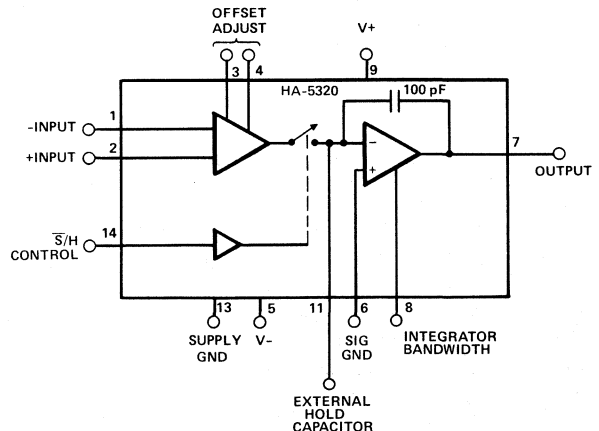 OFFSET
ADJUST
V+
3
4
9
HA-5320
100 pF
1
-INPUT
2
+INPUT
−
+
7
OUTPUT
14
S̅/H
CONTROL
13
5
11
6
8
SUPPLY
GND
V-
SIG
GND
INTEGRATOR
BANDWIDTH
EXTERNAL
HOLD
CAPACITOR